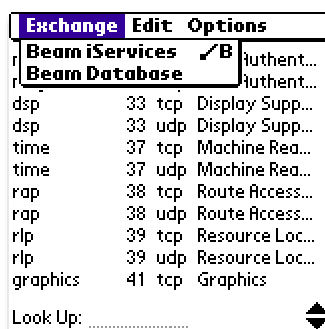 Exchange Edit Options
Beam iServices /B
Beam Database
Authent...
Authent...
dsp 33 tcp Display Supp...
dsp 33 udp Display Supp...
time 37 tcp Machine Rea...
time 37 udp Machine Rea...
rap 38 tcp Route Access...
rap 38 udp Route Access...
rlp 39 tcp Resource Loc...
rlp 39 udp Resource Loc...
graphics 41 tcp Graphics
Look Up: